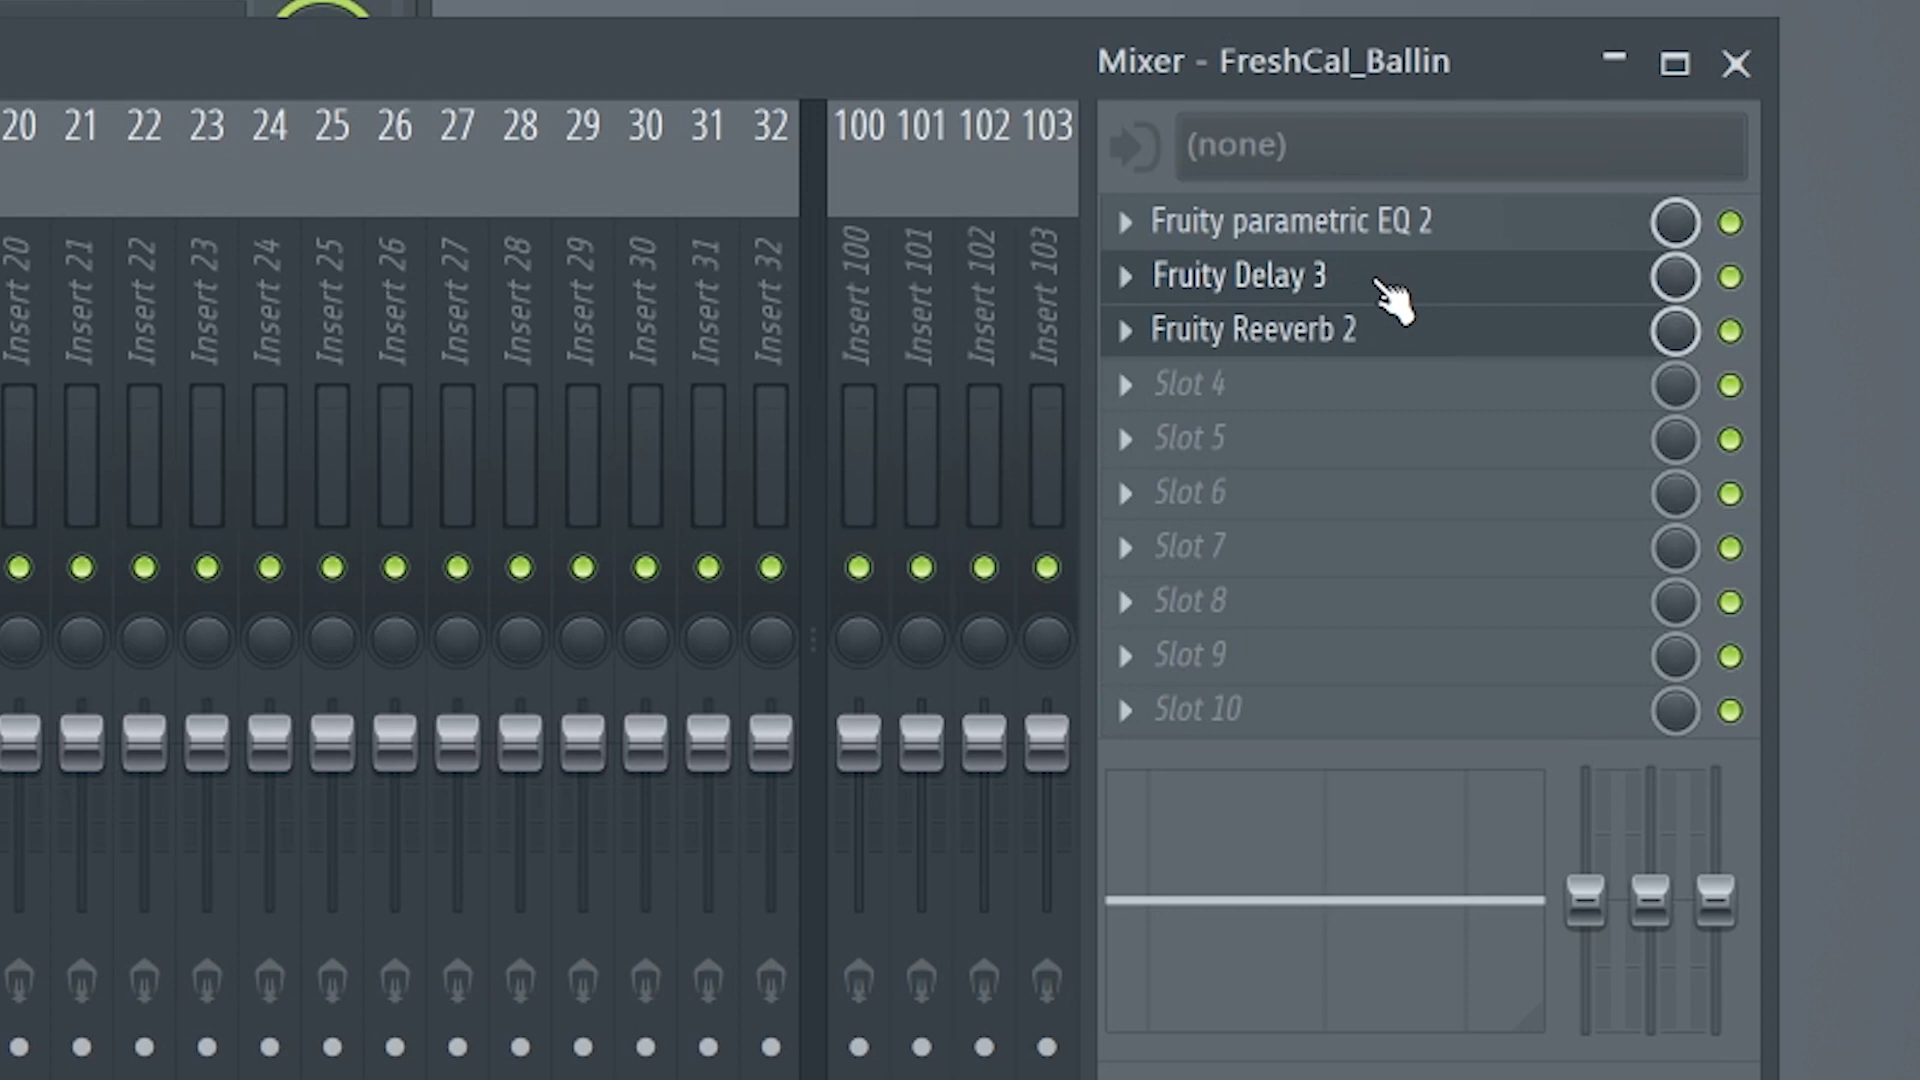 Mixer - FreshCal_Ballin
20 21 22 23 24 25 26 27 28 29 30 31 32 100 101 102 103
(none)
Insert 20
Insert 21
Insert 22
Insert 23
Insert 24
Insert 25
Insert 26
Insert 27
Insert 28
Insert 29
Insert 30
Insert 31
Insert 32
Insert 100
Insert 101
Insert 102
Insert 103
Fruity parametric EQ 2
Fruity Delay 3
Fruity Reeverb 2
Slot 4
Slot 5
Slot 6
Slot 7
Slot 8
Slot 9
Slot 10